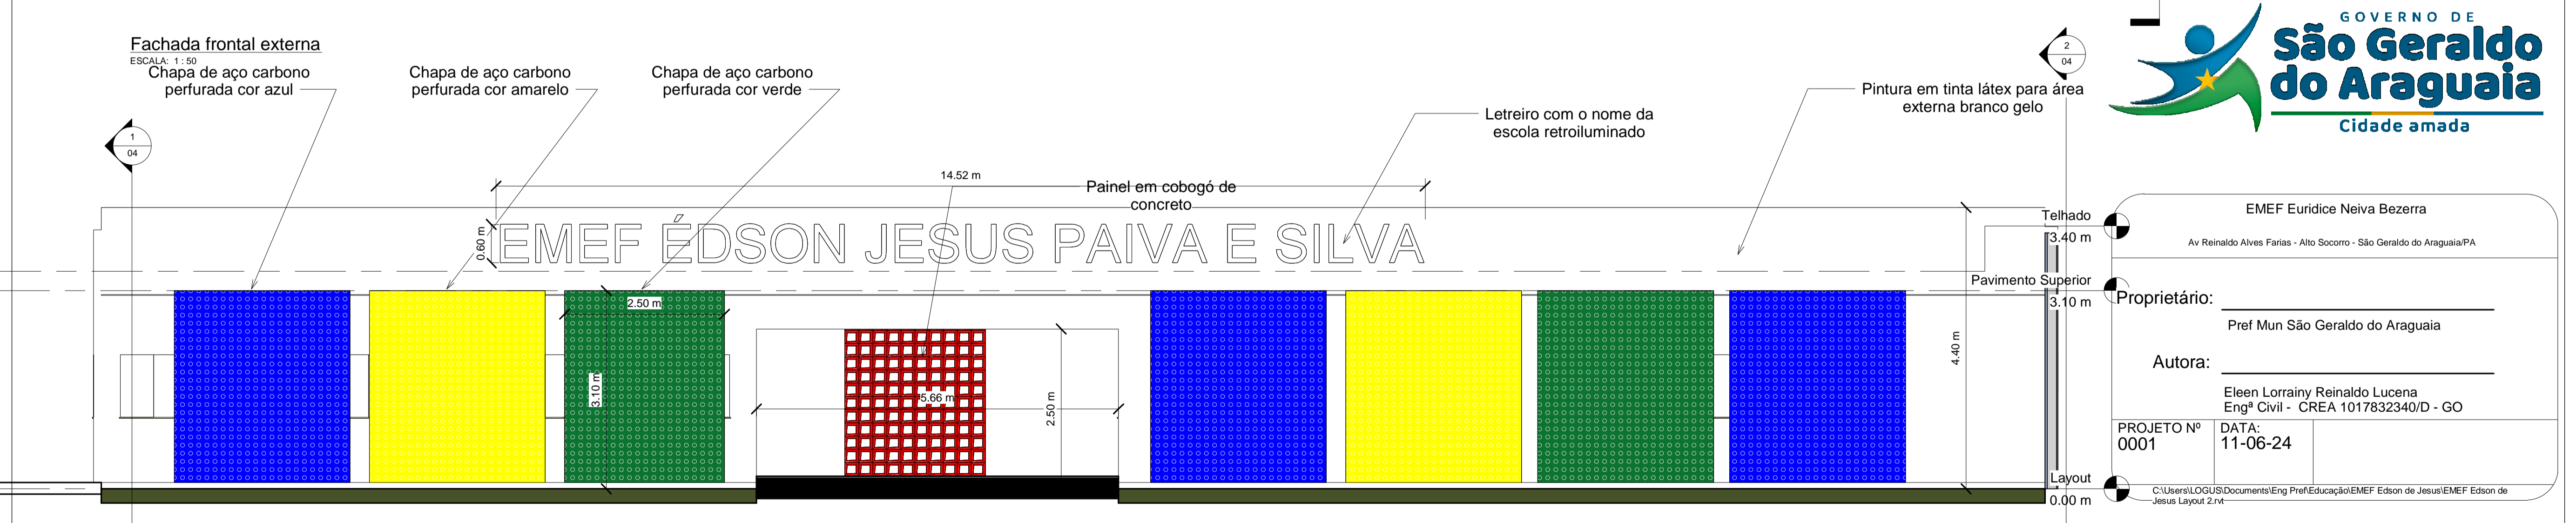 Fachada frontal externa
ESCALA: 1 : 50
Chapa de aço carbono
perfurada cor azul
Chapa de aço carbono
perfurada cor amarelo
Chapa de aço carbono
perfurada cor verde
Letreiro com o nome da
escola retroiluminado
Pintura em tinta látex para área
externa branco gelo
1
04
2
04
14.52 m
Painel em cobogó de
concreto
0.60 m
EMEF ÉDSON JESUS PAIVA E SILVA
2.50 m
3.10 m
5.66 m
2.50 m
4.40 m
Telhado
3.40 m
Pavimento Superior
3.10 m
Layout
0.00 m
GOVERNO DE
São Geraldo
do Araguaia
Cidade amada
EMEF Euridice Neiva Bezerra
Av Reinaldo Alves Farias - Alto Socorro - São Geraldo do Araguaia/PA
Proprietário:
Pref Mun São Geraldo do Araguaia
Autora:
Eleen Lorrainy Reinaldo Lucena
Engª Civil - CREA 1017832340/D - GO
PROJETO Nº
0001
DATA:
11-06-24
C:\Users\LOGUS\Documents\Eng Pref\Educação\EMEF Edson de Jesus\EMEF Edson de
Jesus Layout 2.rvt